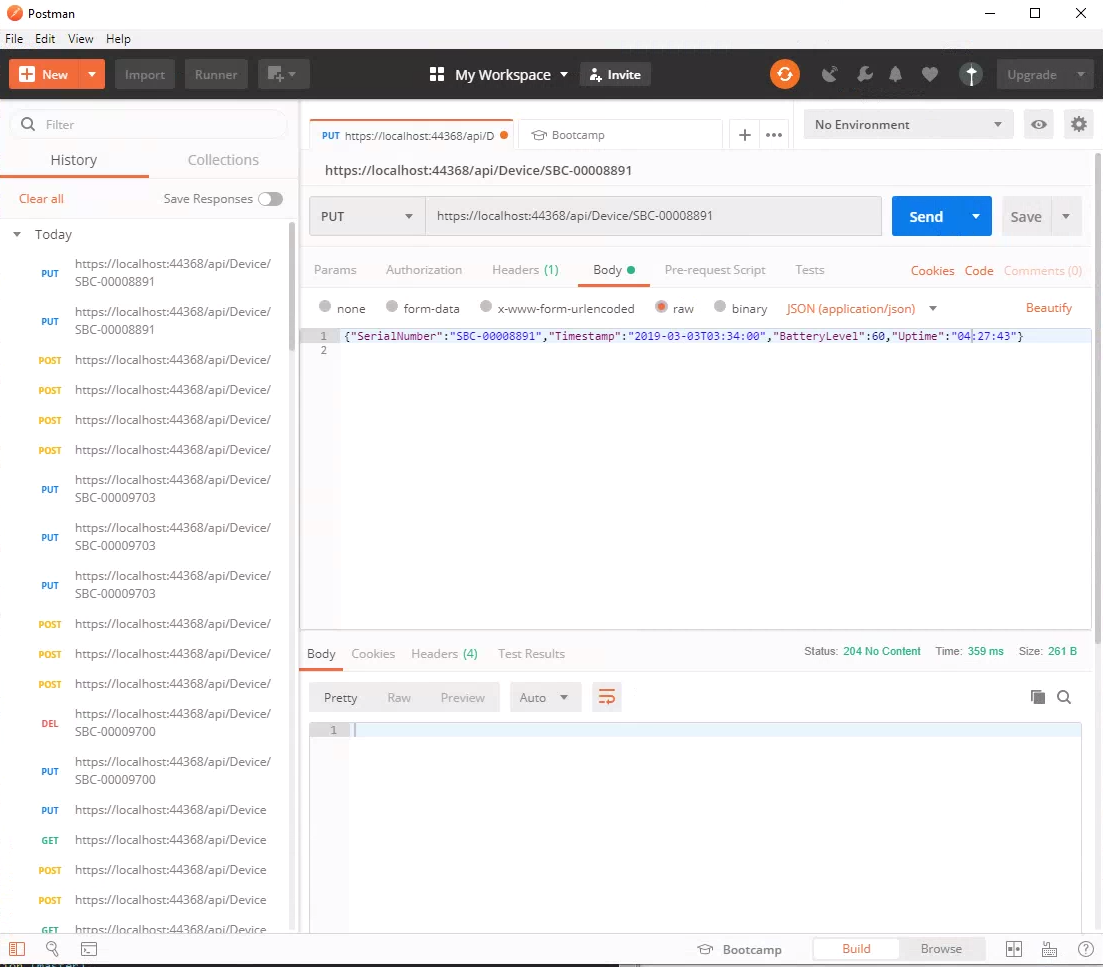 Postman
File Edit View Help
New Import Runner My Workspace Invite Upgrade
Filter
History Collections
Clear all Save Responses
Today
PUT https://localhost:44368/api/Device/
SBC-00008891
PUT https://localhost:44368/api/Device/
SBC-00008891
POST https://localhost:44368/api/Device/
POST https://localhost:44368/api/Device/
POST https://localhost:44368/api/Device/
POST https://localhost:44368/api/Device/
PUT https://localhost:44368/api/Device/
SBC-00009703
PUT https://localhost:44368/api/Device/
SBC-00009703
PUT https://localhost:44368/api/Device/
SBC-00009703
POST https://localhost:44368/api/Device/
POST https://localhost:44368/api/Device/
POST https://localhost:44368/api/Device/
DEL https://localhost:44368/api/Device/
SBC-00009700
PUT https://localhost:44368/api/Device/
SBC-00009700
PUT https://localhost:44368/api/Device
GET https://localhost:44368/api/Device
POST https://localhost:44368/api/Device
POST https://localhost:44368/api/Device
GET https://localhost:44368/api/Device
PUT https://localhost:44368/api/D Bootcamp No Environment
https://localhost:44368/api/Device/SBC-00008891
PUT https://localhost:44368/api/Device/SBC-00008891 Send Save
Params Authorization Headers (1) Body Pre-request Script Tests Cookies Code Comments (0)
none form-data x-www-form-urlencoded raw binary JSON (application/json) Beautify
1 {"SerialNumber":"SBC-00008891","Timestamp":"2019-03-03T03:34:00","BatteryLevel":60,"Uptime":"04:27:43"}
2
Body Cookies Headers (4) Test Results Status: 204 No Content Time: 359 ms Size: 261 B
Pretty Raw Preview Auto
1
Bootcamp Build Browse